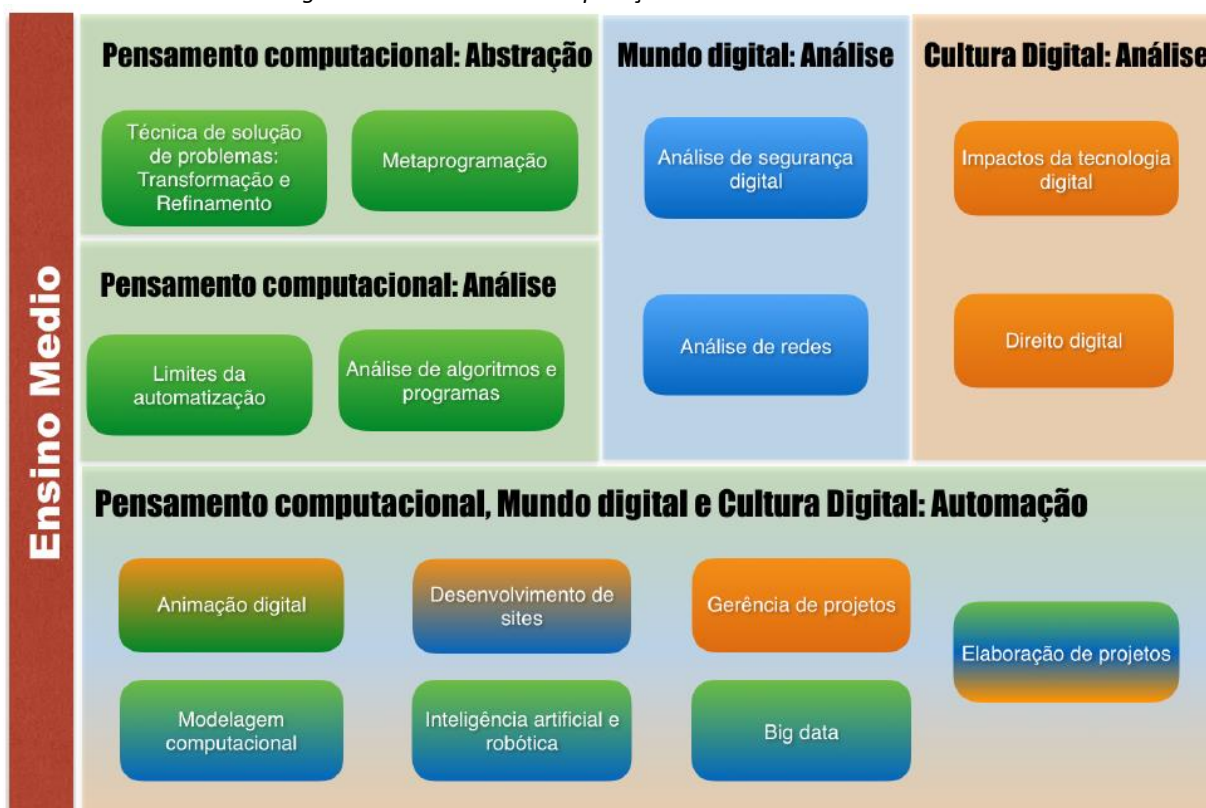 Pensamento computacional: Abstração
Técnica de solução
de problemas:
Transformação e
Refinamento
Metaprogramação
Mundo digital: Análise
Análise de segurança
digital
Análise de redes
Cultura Digital: Análise
Impactos da tecnologia
digital
Direito digital
Ensino Medio
Pensamento computacional: Análise
Limites da
automatização
Análise de algoritmos e
programas
Pensamento computacional, Mundo digital e Cultura Digital: Automação
Animação digital
Desenvolvimento de
sites
Gerência de projetos
Elaboração de projetos
Modelagem
computacional
Inteligência artificial e
robótica
Big data